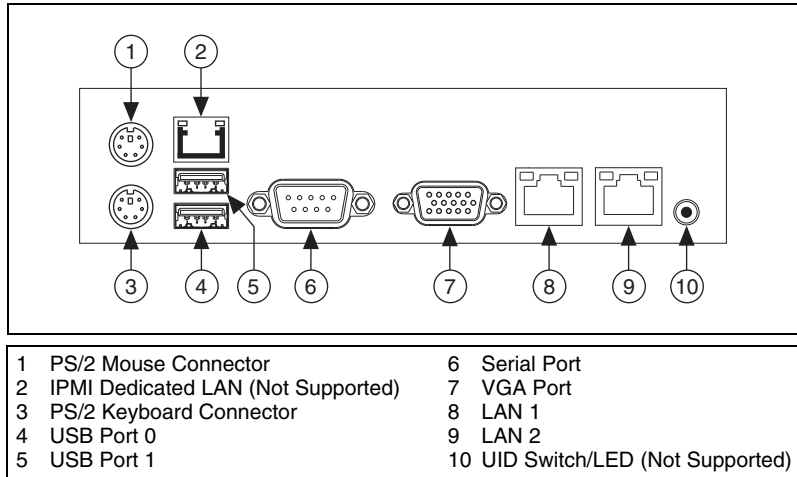 1 2
3 4 5 6 7 8 9 10
1 PS/2 Mouse Connector
2 IPMI Dedicated LAN (Not Supported)
3 PS/2 Keyboard Connector
4 USB Port 0
5 USB Port 1
6 Serial Port
7 VGA Port
8 LAN 1
9 LAN 2
10 UID Switch/LED (Not Supported)